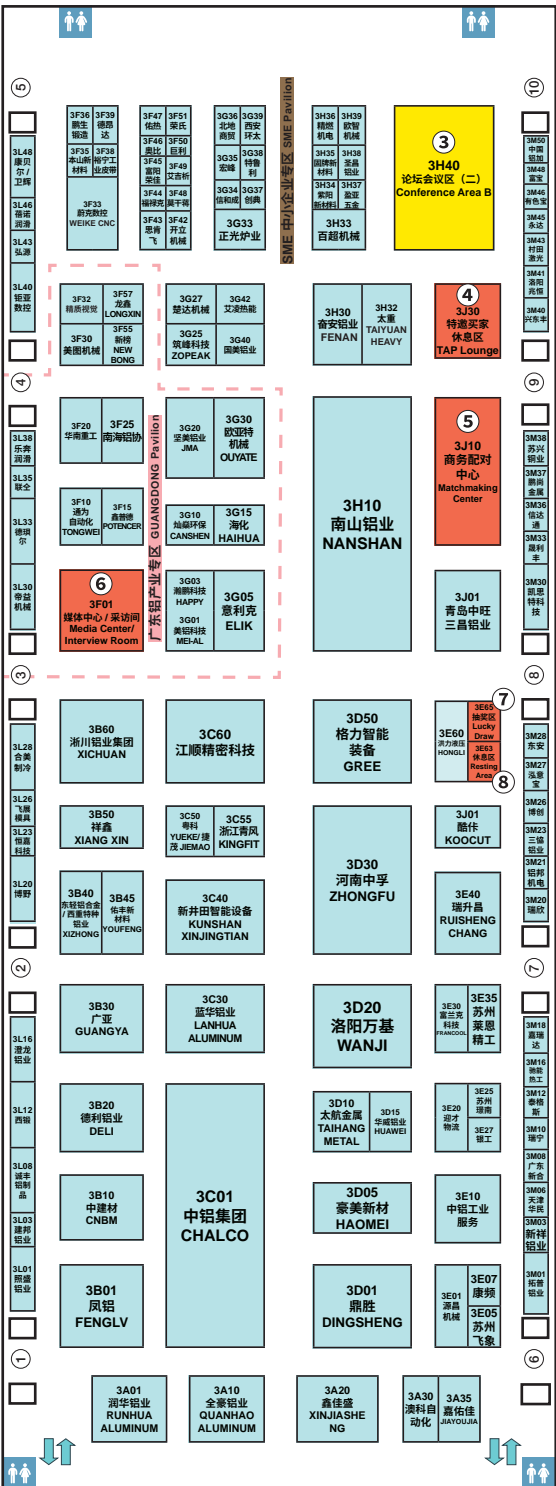 ⑤
⑩
3L48
康贝
尔 /
卫辉
3L46
蓓诺
润滑
3L43
弘源
3L40
钜亚
数控
3F36
鹏生
锻造
3F39
德昂
达
3F35
本山新
材料
3F38
裕宁工
业皮带
3F33
蔚克数控
WEIKE CNC
3F47
佑热
3F51
荣氏
3F46
奥比
3F50
巨利
3F45
富阳
荣佳
3F49
艾吉析
3F44
福禄克
3F48
莫干蒋
3F43
思肯
飞
3F42
开立
机械
3G36
北地
商贸
3G39
西安
环太
3G35
宏峰
3G38
特鲁
利
3G34
信和成
3G37
创典
3G33
正光炉业
SME 中小企业专区 SME Pavilion
3H36
精燃
机电
3H39
欧智
机械
3H35
固牌新
材料
3H38
圣昌
铝业
3H34
紫阳
新材料
3H37
盈亚
五金
3H33
百超机械
③
3H40
论坛会议区（二）
Conference Area B
3M50
中国
铝加
3M48
富宝
3M46
有色宝
3M45
永达
3M43
村田
激光
3M41
洛阳
兆恒
3M40
兴东丰
3F32
精质视觉
3F57
龙鑫
LONGXIN
3F30
美图机械
3F55
新榜
NEW
BONG
3G27
楚达机械
3G42
艾凌热能
3G25
筑峰科技
ZOPEAK
3G40
国美铝业
3H30
奋安铝业
FENAN
3H32
太重
TAIYUAN
HEAVY
④
3J30
特邀买家
休息区
TAP Lounge
④
⑨
3L38
乐奔
润滑
3L35
联仝
3L33
德琪
尔
3L30
帝益
机械
3F20
华南重工
3F25
南海铝协
3F10
通为
自动化
TONGWEI
3F15
鑫普德
POTENCER
⑥
3F01
媒体中心 / 采访间
Media Center/
Interview Room
广东铝产业专区 GUANGDONG Pavilion
3G20
坚美铝业
JMA
3G30
欧亚特
机械
OUYATE
3G10
灿燊环保
CANSHEN
3G15
海化
HAIHUA
3G03
瀚鹏科技
HAPPY
3G01
美铝科技
MEI-AL
3G05
意利克
ELIK
3H10
南山铝业
NANSHAN
⑤
3J10
商务配对
中心
Matchmaking
Center
3J01
青岛中旺
三昌铝业
3M38
苏兴
铜业
3M37
鹏尚
金属
3M36
信达
通
3M33
晟利
丰
3M30
凯思
特科
技
③
⑧
3L28
合美
制冷
3L26
飞展
模具
3L23
恒嘉
科技
3L20
博野
3B60
淅川铝业集团
XICHUAN
3C60
江顺精密科技
3D50
格力智能
装备
GREE
3E60
洪力液压
HONGLI
⑦
3E65
抽奖区
Lucky
Draw
3E63
休息区
Resting
Area
⑧
3M28
东安
3M27
泓意
宝
3M26
博创
3M23
三恊
铝业
3M21
铝邦
机电
3M20
瑞欣
3B50
祥鑫
XIANG XIN
3C50
粤科
YUEKE/ 捷
茂 JIEMAO
3C55
浙江青风
KINGFIT
3D30
河南中孚
ZHONGFU
3J01
酷佧
KOOCUT
3B40
东轻铝合金
/ 西重特种
铝业
XIZHONG
3B45
佑丰新
材料
YOUFENG
3C40
新井田智能设备
KUNSHAN
XINJINGTIAN
3E40
瑞升昌
RUISHENG
CHANG
②
⑦
3L16
澄龙
铝业
3L12
西锻
3L08
诚丰
铝制
品
3L03
建邦
铝业
3L01
照盛
铝业
3B30
广亚
GUANGYA
3C30
蓝华铝业
LANHUA
ALUMINUM
3D20
洛阳万基
WANJI
3E30
富兰克
科技
FRANCOOL
3E35
苏州
莱恩
精工
3M18
嘉瑞
达
3M16
驰能
热工
3M12
泰格
斯
3M10
瑞宁
3M08
广东
新合
3M06
天津
华民
3M03
新祥
铝业
3M01
拓普
铝业
3B20
德利铝业
DELI
3C01
中铝集团
CHALCO
3D10
太航金属
TAIHANG
METAL
3D15
华威铝业
HUAWEI
3E20
迎才
物流
3E25
苏州
璟南
3E27
银工
3B10
中建材
CNBM
3D05
豪美新材
HAOMEI
3E10
中铝工业
服务
3B01
凤铝
FENGLV
3D01
鼎胜
DINGSHENG
3E01
源昌
机械
3E07
康频
3E05
苏州
飞象
①
⑥
3A01
润华铝业
RUNHUA
ALUMINUM
3A10
全豪铝业
QUANHAO
ALUMINUM
3A20
鑫佳盛
XINJIASHE
NG
3A30
澳科自
动化
3A35
嘉佑佳
JIAYOUJIA